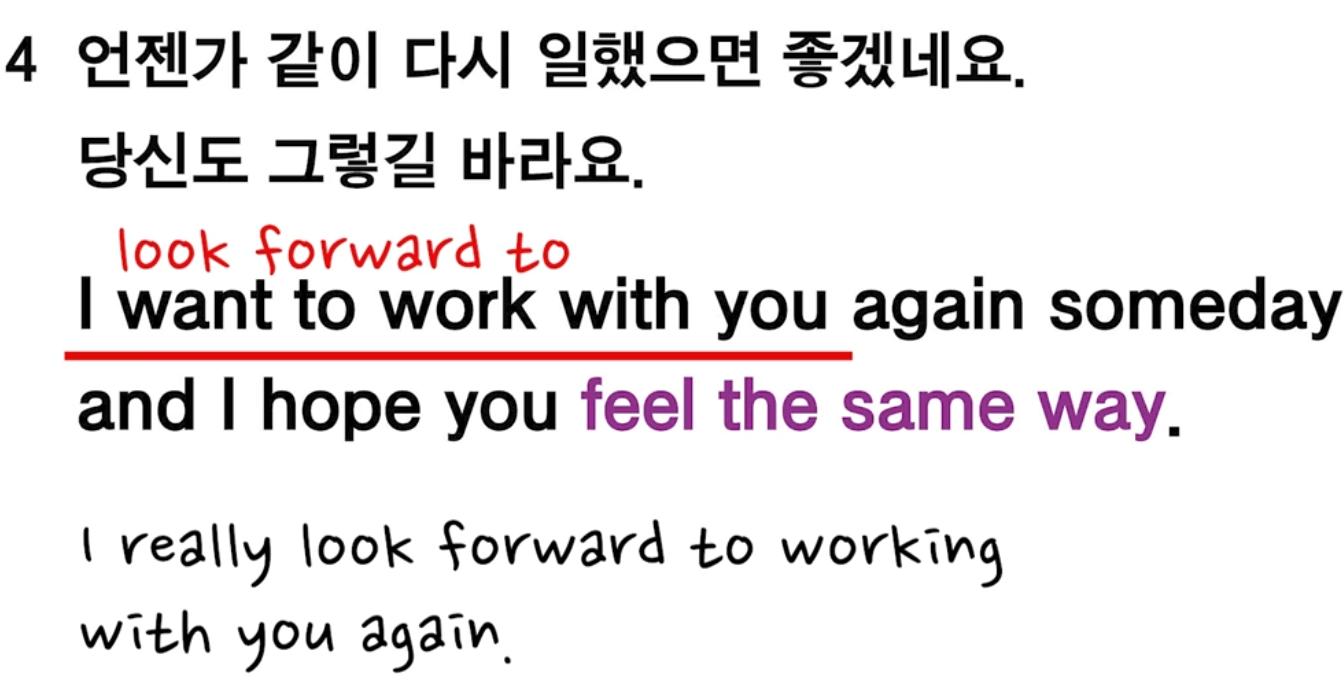 4 언젠가 같이 다시 일했으면 좋겠네요.
당신도 그렇길 바라요.
look forward to
I want to work with you again someday
and I hope you feel the same way.
I really look forward to working
with you again.